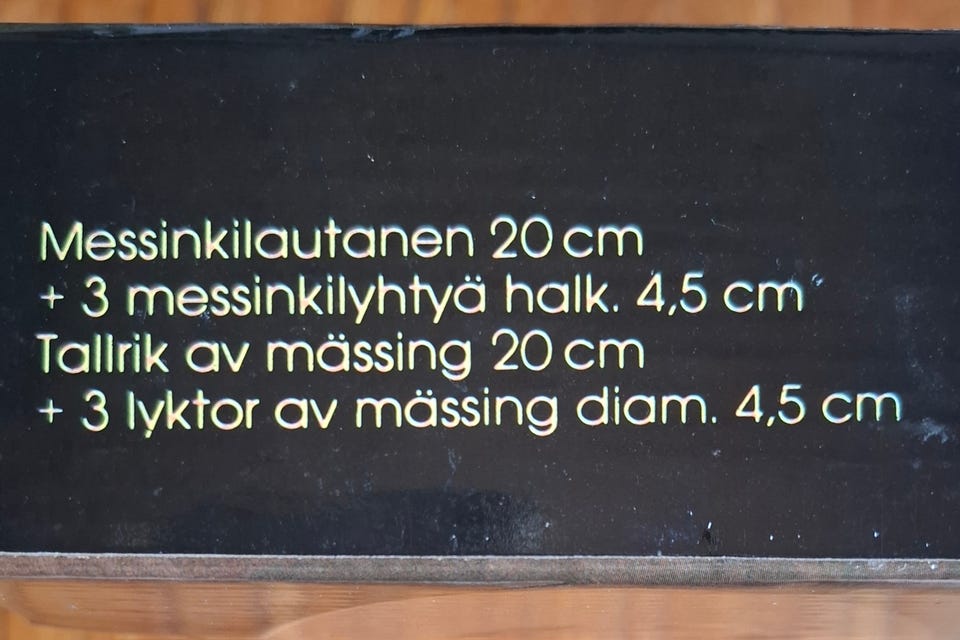 Messinkilautanen 20 cm
+ 3 messinkilyhtyä halk. 4,5 cm
Tallrik av mässing 20 cm
+ 3 lyktor av mässing diam. 4,5 cm